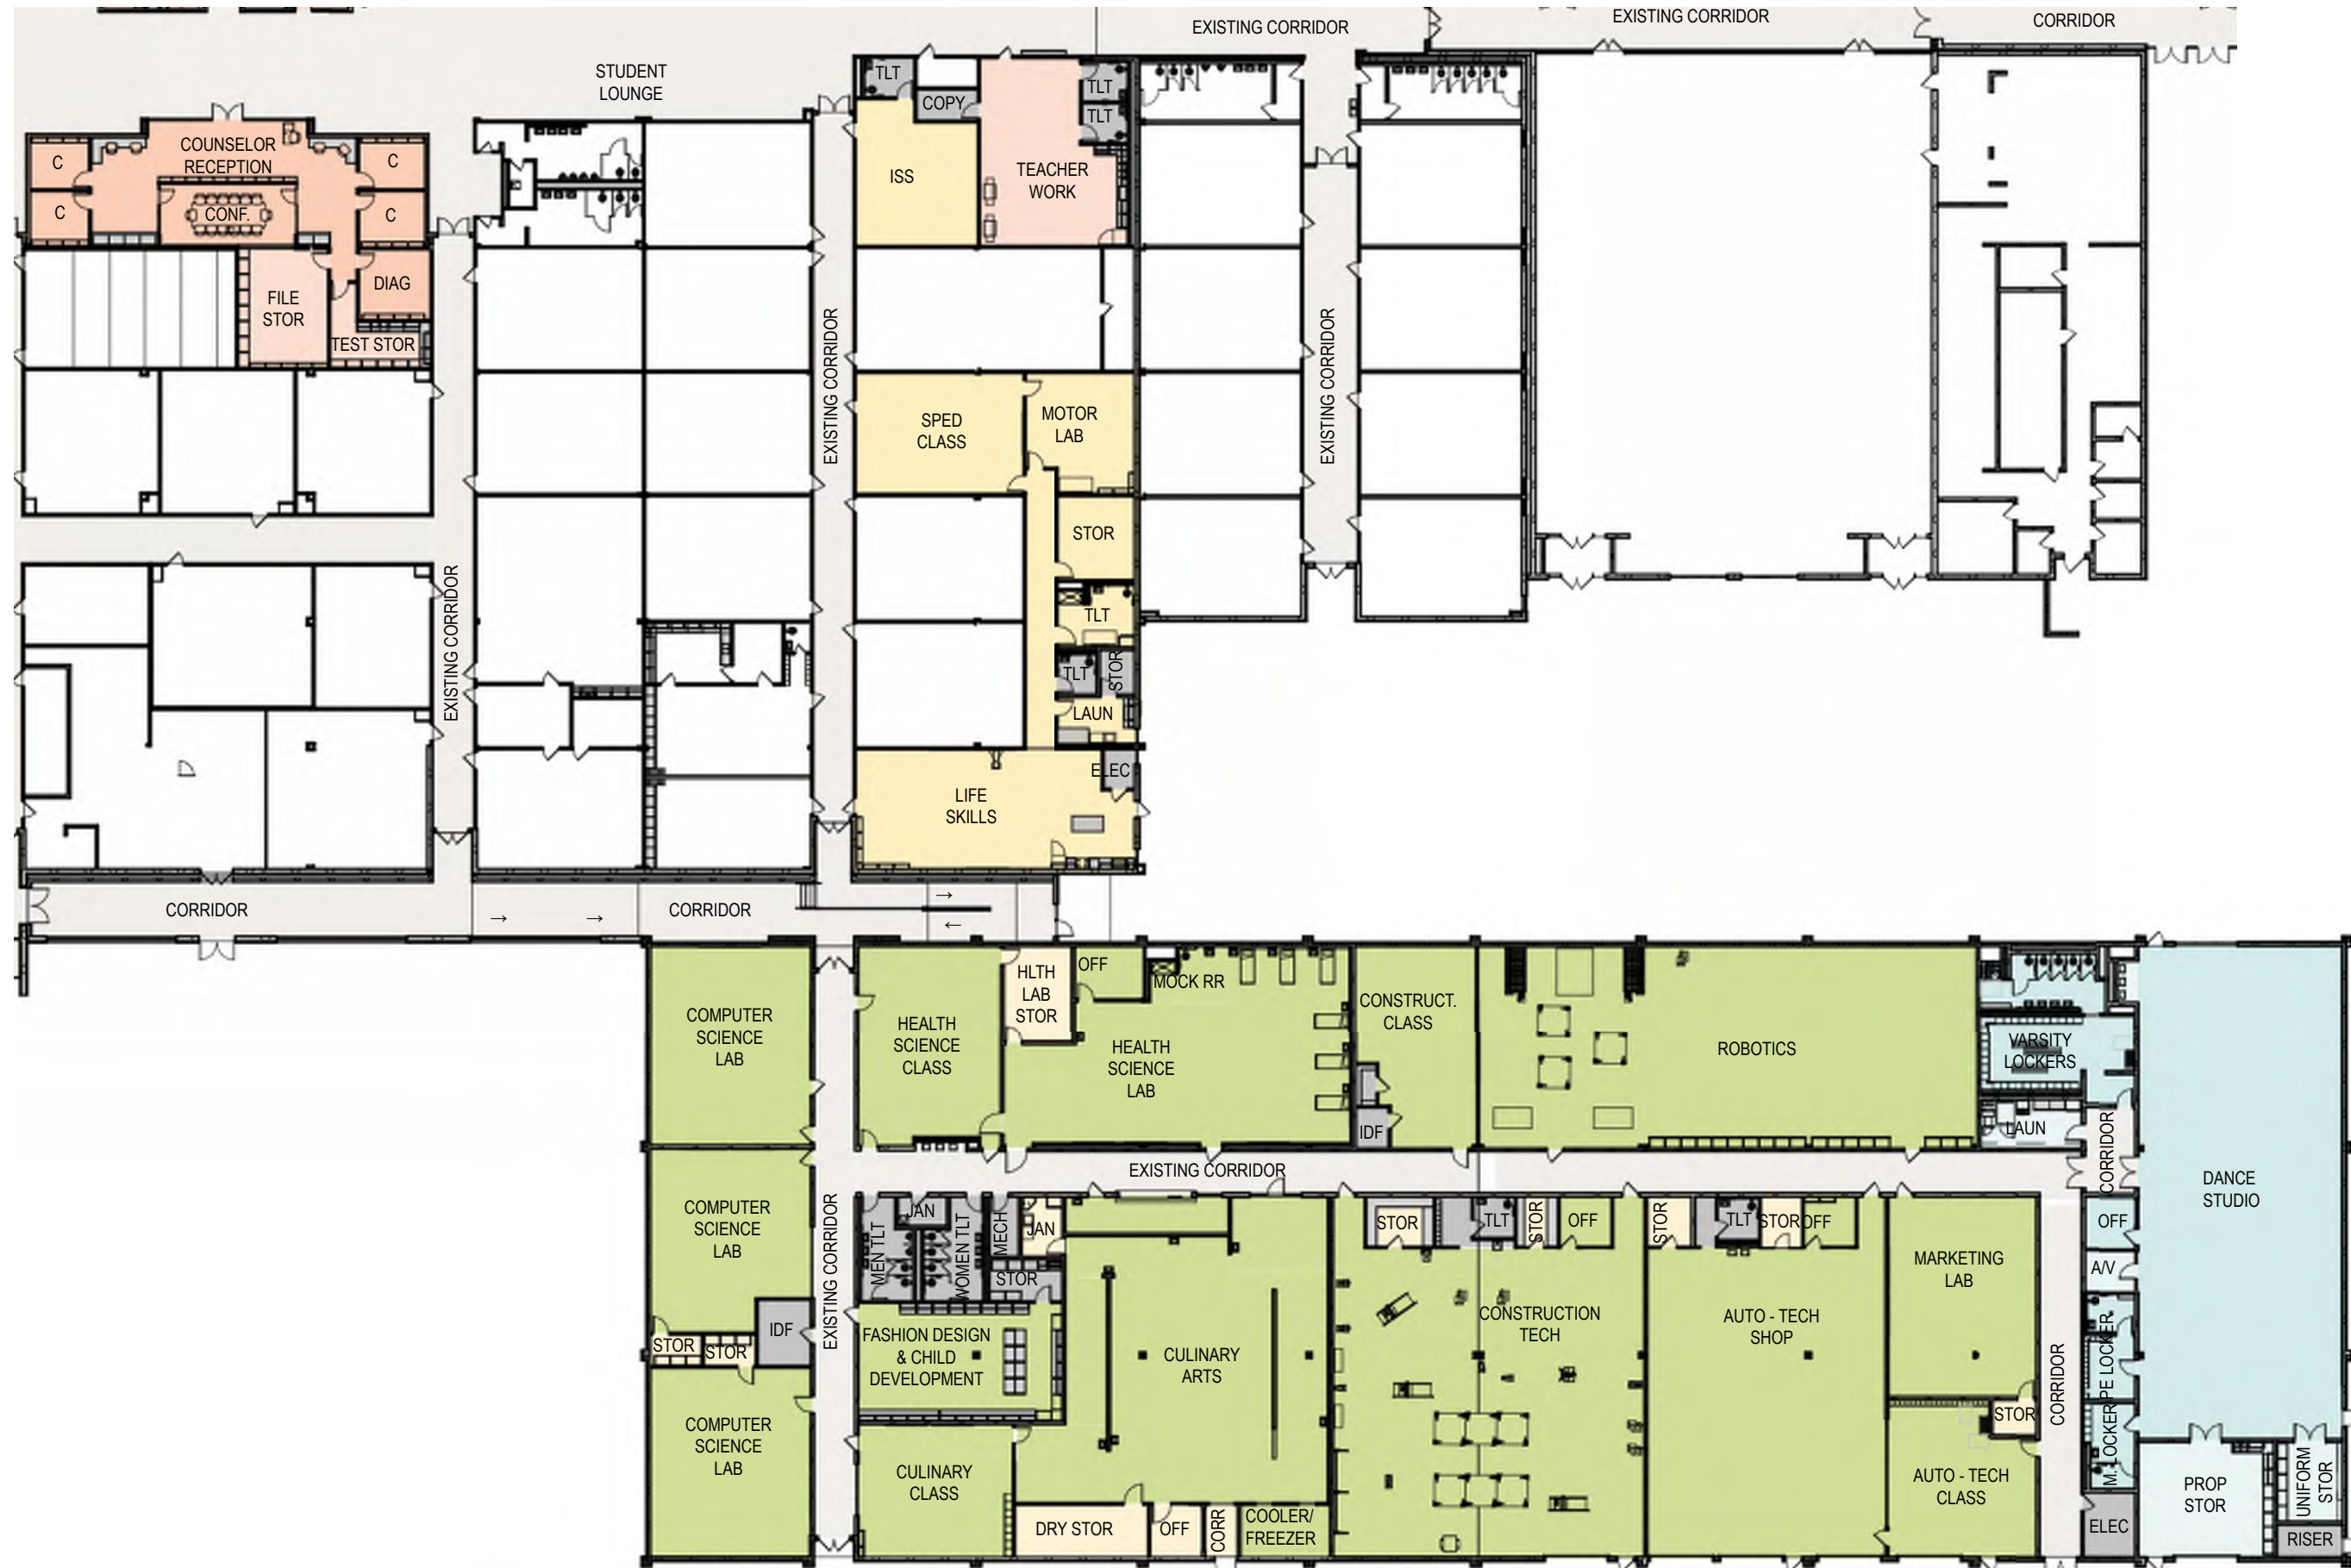 EXISTING CORRIDOR
EXISTING CORRIDOR
CORRIDOR
STUDENT
LOUNGE
TLT
COPY
TLT
TLT
ISS
TEACHER
WORK
COUNSELOR
RECEPTION
C
C
C
C
CONF.
FILE
STOR
DIAG
TEST STOR
EXISTING CORRIDOR
EXISTING CORRIDOR
EXISTING CORRIDOR
SPED
CLASS
MOTOR
LAB
STOR
TLT
TLT
STOR
LAUN
ELEC
LIFE
SKILLS
CORRIDOR
→
→
CORRIDOR
→
←
COMPUTER
SCIENCE
LAB
HEALTH
SCIENCE
CLASS
HLTH
LAB
STOR
OFF
MOCK RR
HEALTH
SCIENCE
LAB
CONSTRUCT.
CLASS
IDF
ROBOTICS
VARSITY
LOCKERS
LAUN
CORRIDOR
DANCE
STUDIO
EXISTING CORRIDOR
COMPUTER
SCIENCE
LAB
STOR
STOR
IDF
EXISTING CORRIDOR
MEN TLT
JAN
WOMEN TLT
MECH
JAN
STOR
FASHION DESIGN
& CHILD
DEVELOPMENT
CULINARY
ARTS
STOR
TLT
STOR
OFF
CONSTRUCTION
TECH
STOR
TLT
STOR
OFF
AUTO - TECH
SHOP
MARKETING
LAB
STOR
AUTO - TECH
CLASS
CORRIDOR
OFF
A/V
PE LOCKER
M. LOCKER
ELEC
PROP
STOR
UNIFORM
STOR
RISER
COMPUTER
SCIENCE
LAB
CULINARY
CLASS
DRY STOR
OFF
CORR
COOLER/
FREEZER